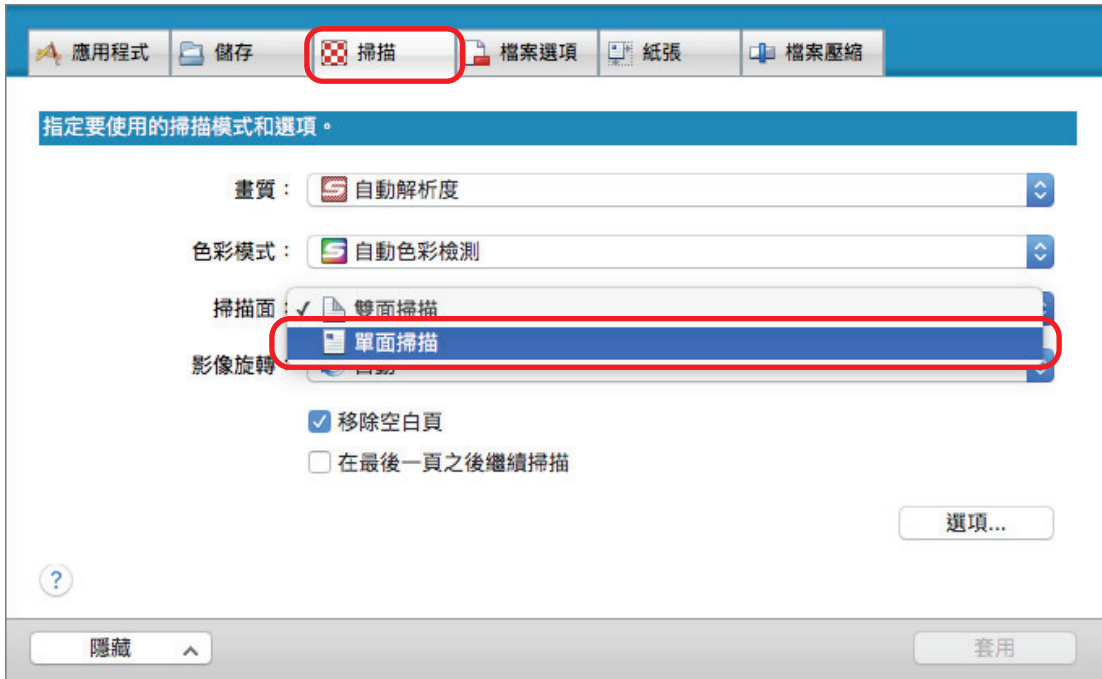 應用程式 儲存 掃描 檔案選項 紙張 檔案壓縮
指定要使用的掃描模式和選項。
畫質： 自動解析度
色彩模式： 自動色彩檢測
掃描面： ✓ 雙面掃描
單面掃描
影像旋轉： 自動
移除空白頁
在最後一頁之後繼續掃描
選項...
?
隱藏 套用